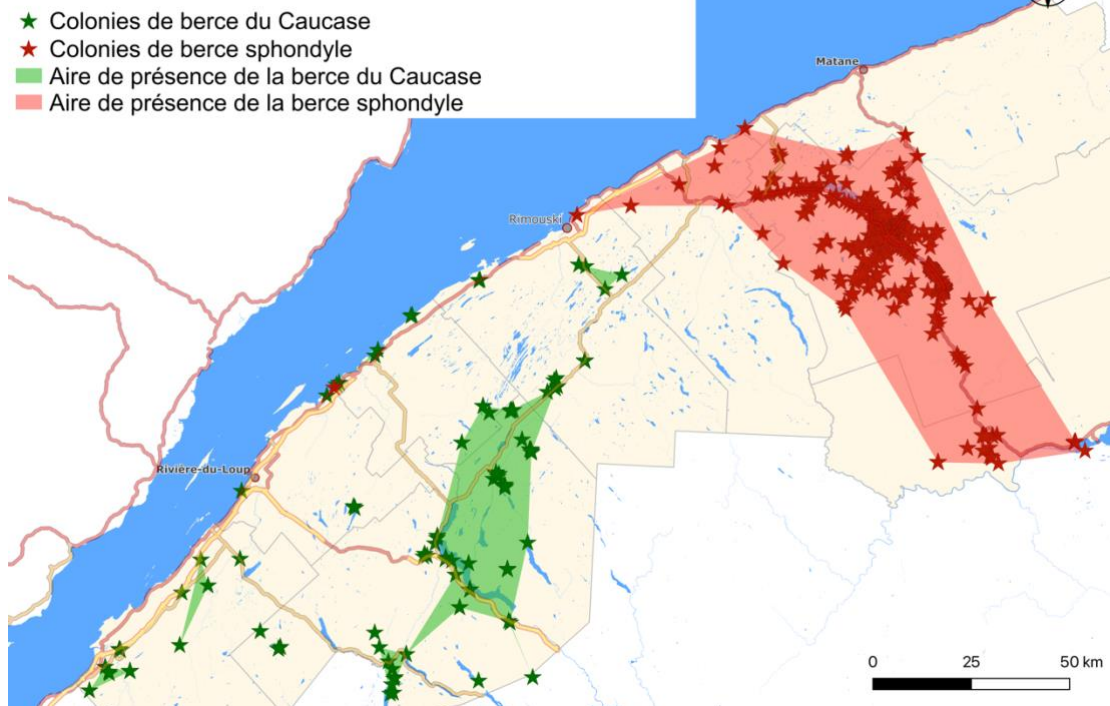 Colonies de berce du Caucase
Colonies de berce sphondyle
Aire de présence de la berce du Caucase
Aire de présence de la berce sphondyle
Matane
Rimouski
Rivière-du-Loup
0 25 50 km